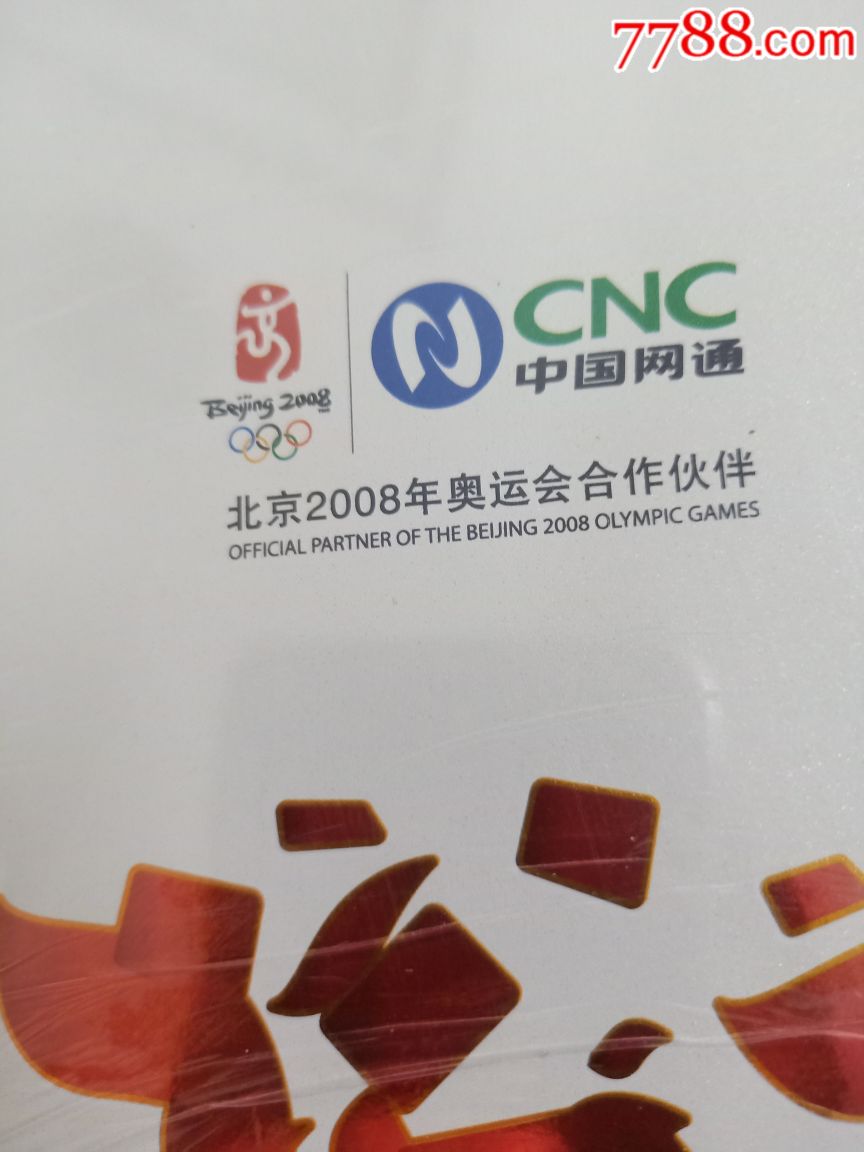 7788.com
CNC
中国网通
Beijing 2008
北京2008年奥运会合作伙伴
OFFICIAL PARTNER OF THE BEIJING 2008 OLYMPIC GAMES